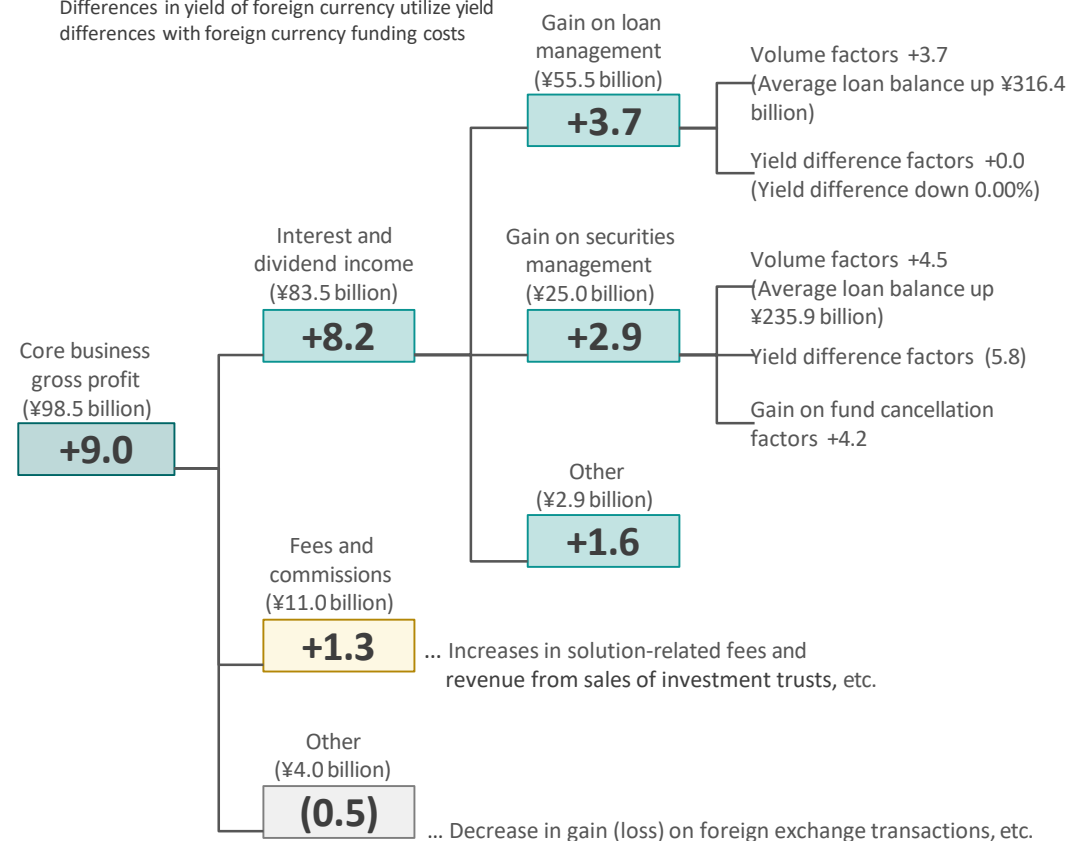 Differences in yield of foreign currency utilize yield
differences with foreign currency funding costs
Core business
gross profit
(¥98.5 billion)
+9.0
Interest and
dividend income
(¥83.5 billion)
+8.2
Gain on loan
management
(¥55.5 billion)
+3.7
Volume factors +3.7
(Average loan balance up ¥316.4
billion)
Yield difference factors +0.0
(Yield difference down 0.00%)
Gain on securities
management
(¥25.0 billion)
+2.9
Volume factors +4.5
(Average loan balance up
¥235.9 billion)
Yield difference factors (5.8)
Gain on fund cancellation
factors +4.2
Other
(¥2.9 billion)
+1.6
Fees and
commissions
(¥11.0 billion)
+1.3
... Increases in solution-related fees and
revenue from sales of investment trusts, etc.
Other
(¥4.0 billion)
(0.5)
... Decrease in gain (loss) on foreign exchange transactions, etc.